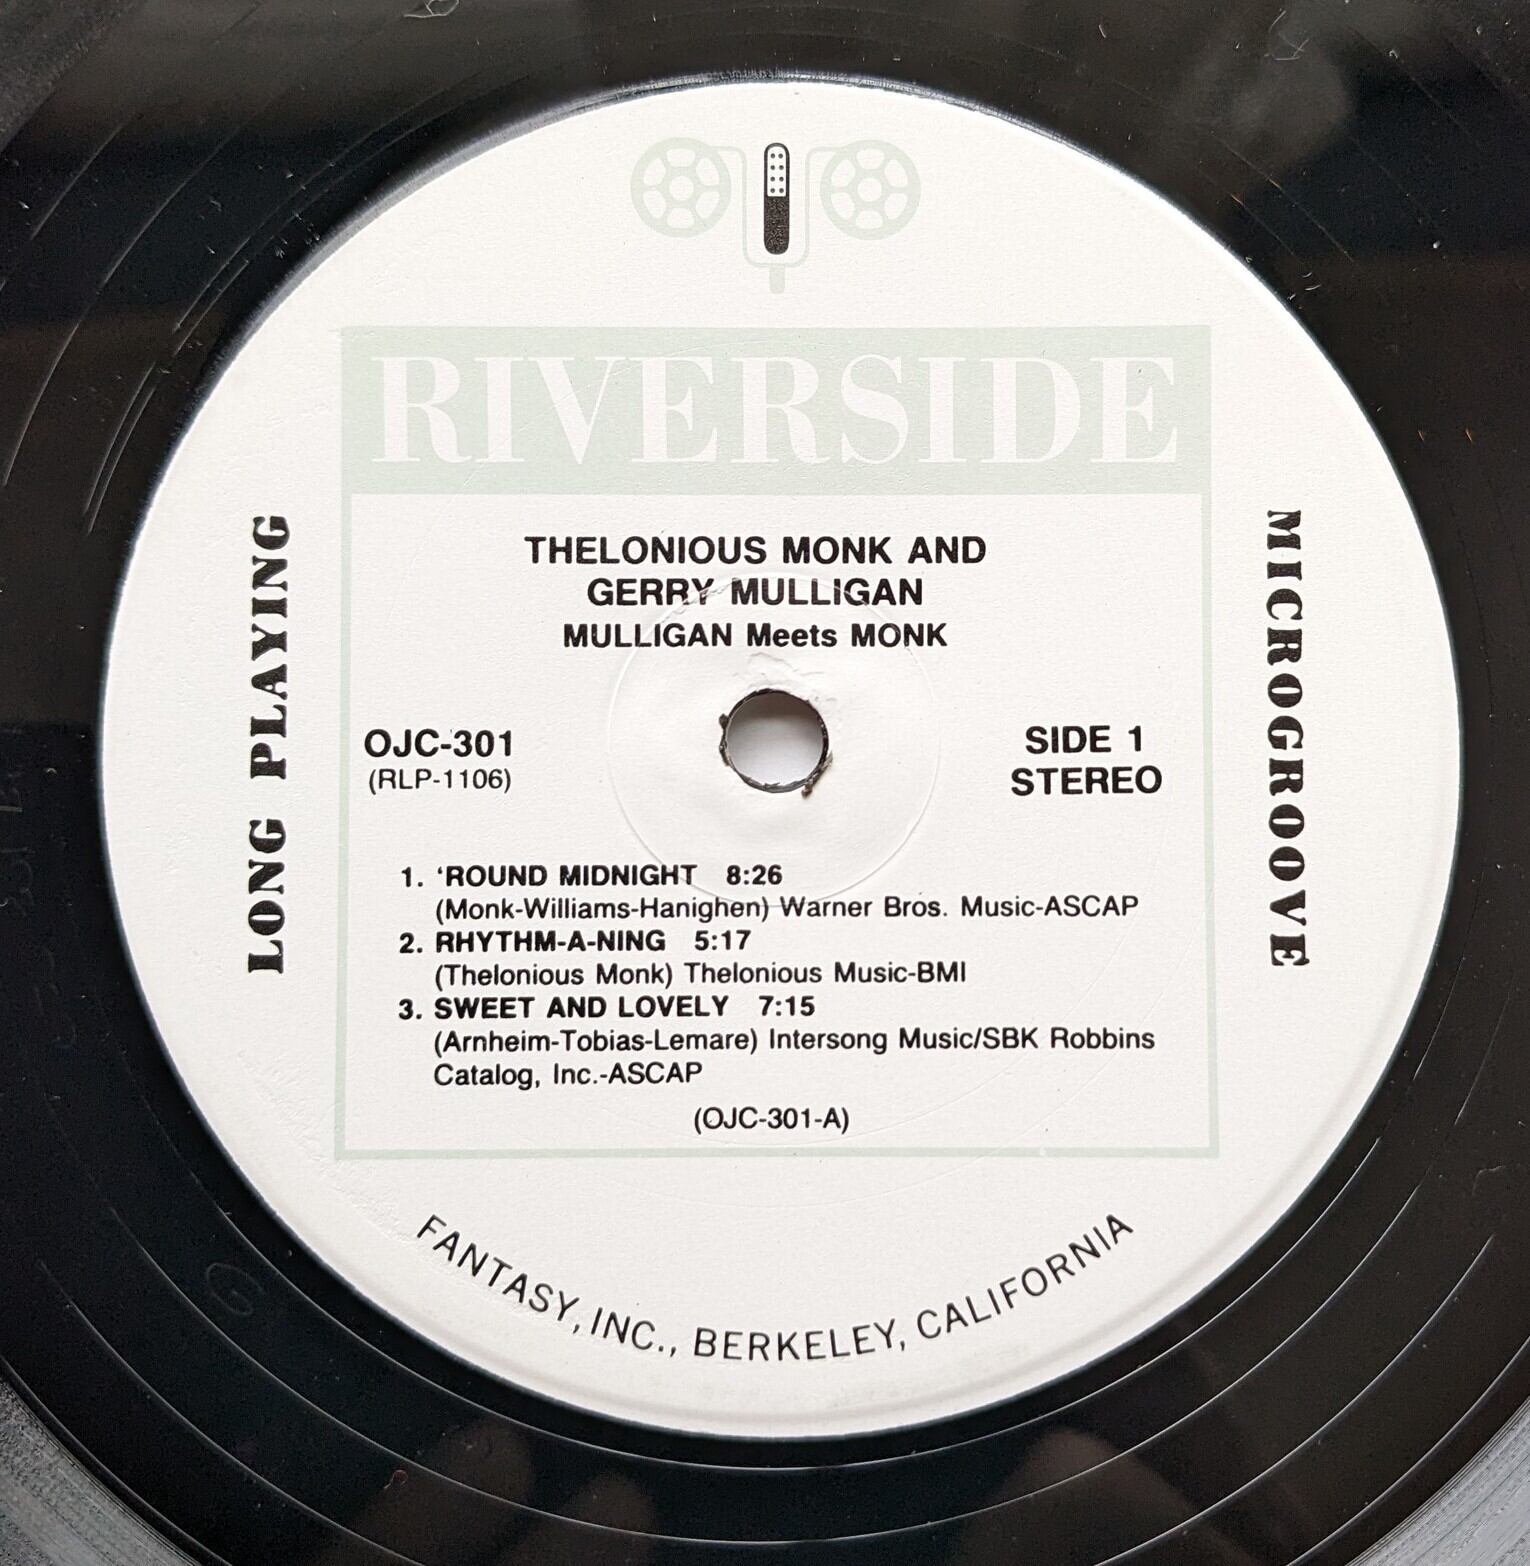 RIVERSIDE
THELONIOUS MONK AND
GERRY MULLIGAN
MULLIGAN Meets MONK
LONG PLAYING
MICROGROOVE
OJC-301
(RLP-1106)
SIDE 1
STEREO
1. ‘ROUND MIDNIGHT 8:26
(Monk-Williams-Hanighen) Warner Bros. Music-ASCAP
2. RHYTHM-A-NING 5:17
(Thelonious Monk) Thelonious Music-BMI
3. SWEET AND LOVELY 7:15
(Arnheim-Tobias-Lemare) Intersong Music/SBK Robbins
Catalog, Inc.-ASCAP
(OJC-301-A)
FANTASY, INC., BERKELEY, CALIFORNIA